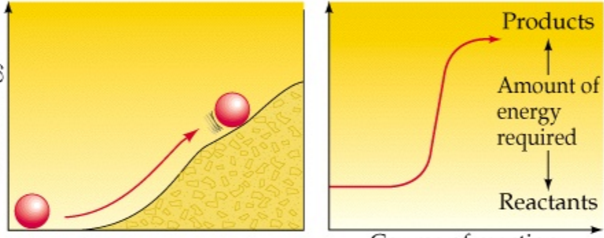 Products
Amount of
energy
required
Reactants